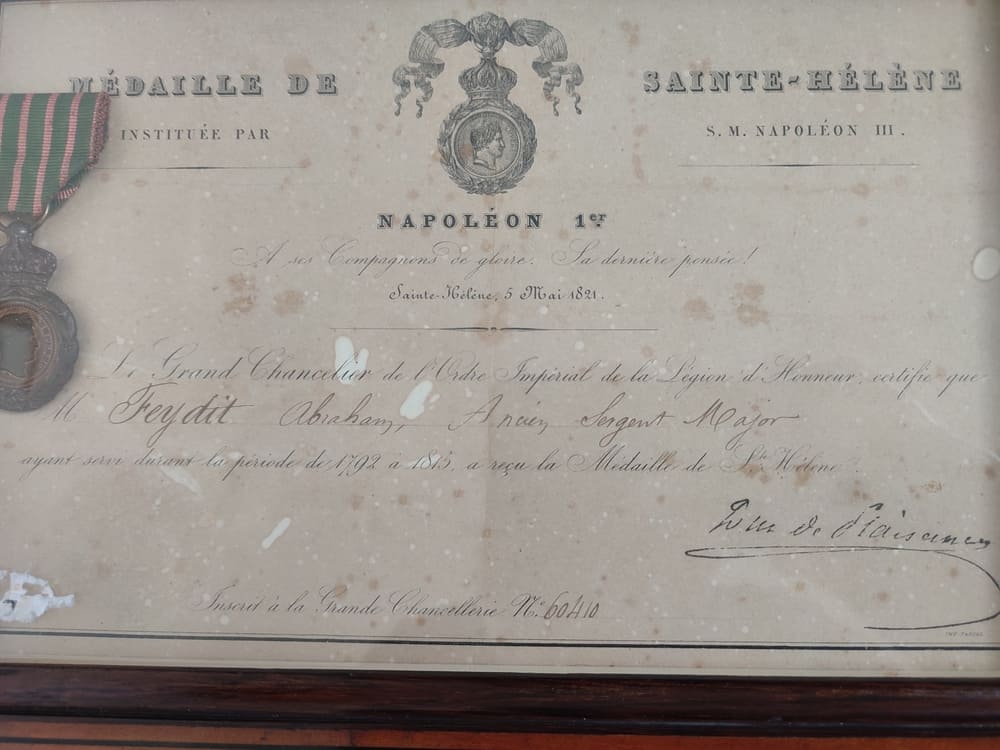 MÉDAILLE DE SAINTE-HÉLÈNE
INSTITUÉE PAR S. M. NAPOLÉON III.
NAPOLÉON 1er
A ses Compagnons de gloire. Sa dernière pensée!
Sainte-Hélène, 5 Mai 1821.
Le Grand Chancelier de l'Ordre Impérial de la Légion d'Honneur, certifie que
M Feydit Abraham, Ancien Sergent Major
ayant servi durant la période de 1792 à 1815, a reçu la Médaille de Ste Hélène.
Duc de Plaisance
Inscrit à la Grande Chancellerie No. 60410